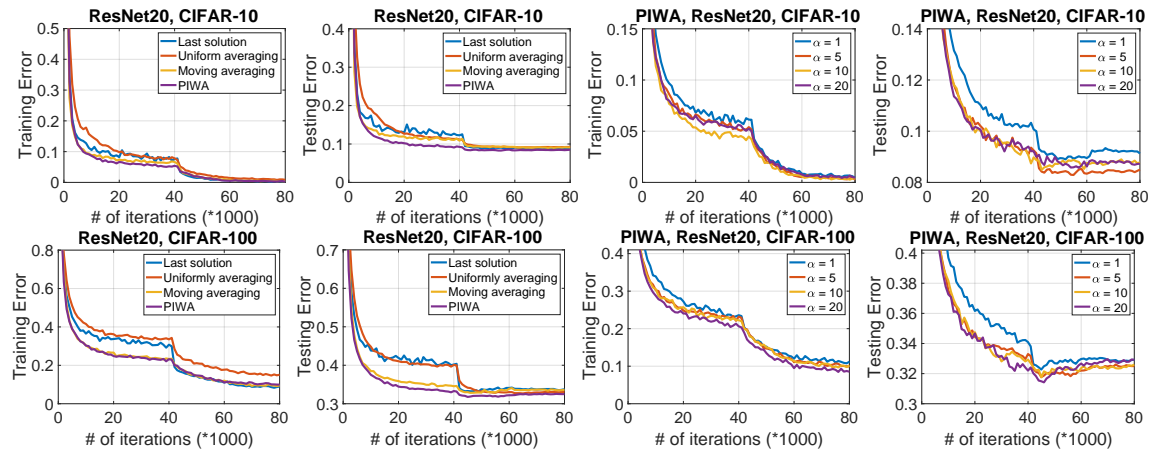 ResNet20, CIFAR-10
Training Error
0.5
0.4
0.3
0.2
0.1
0
0 20 40 60 80
# of iterations (*1000)
Last solution
Uniform averaging
Moving averaging
PIWA
ResNet20, CIFAR-10
Testing Error
0.4
0.3
0.2
0.1
0
0 20 40 60 80
# of iterations (*1000)
Last solution
Uniform averaging
Moving averaging
PIWA
PIWA, ResNet20, CIFAR-10
Training Error
0.15
0.1
0.05
0
0 20 40 60 80
# of iterations (*1000)
α = 1
α = 5
α = 10
α = 20
PIWA, ResNet20, CIFAR-10
Testing Error
0.14
0.12
0.1
0.08
0 20 40 60 80
# of iterations (*1000)
α = 1
α = 5
α = 10
α = 20
ResNet20, CIFAR-100
Training Error
0.8
0.6
0.4
0.2
0
0 20 40 60 80
# of iterations (*1000)
Last solution
Uniformly averaging
Moving averaging
PIWA
ResNet20, CIFAR-100
Testing Error
0.7
0.6
0.5
0.4
0.3
0 20 40 60 80
# of iterations (*1000)
Last solution
Uniformly averaging
Moving averaging
PIWA
PIWA, ResNet20, CIFAR-100
Training Error
0.4
0.3
0.2
0.1
0
0 20 40 60 80
# of iterations (*1000)
α = 1
α = 5
α = 10
α = 20
PIWA, ResNet20, CIFAR-100
Testing Error
0.4
0.38
0.36
0.34
0.32
0.3
0 20 40 60 80
# of iterations (*1000)
α = 1
α = 5
α = 10
α = 20